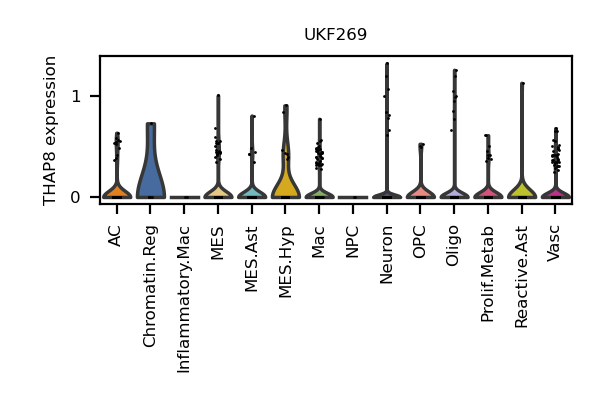 UKF269
THAP8 expression
1
0
AC
Chromatin.Reg
Inflammatory.Mac
MES
MES.Ast
MES.Hyp
Mac
NPC
Neuron
OPC
Oligo
Prolif.Metab
Reactive.Ast
Vasc